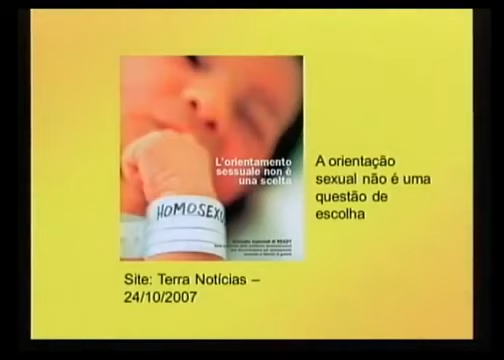 L'orientamento
sessuale non è
una scelta
HOMOSEXU
A orientação
sexual não é uma
questão de
escolha
Site: Terra Notícias –
24/10/2007